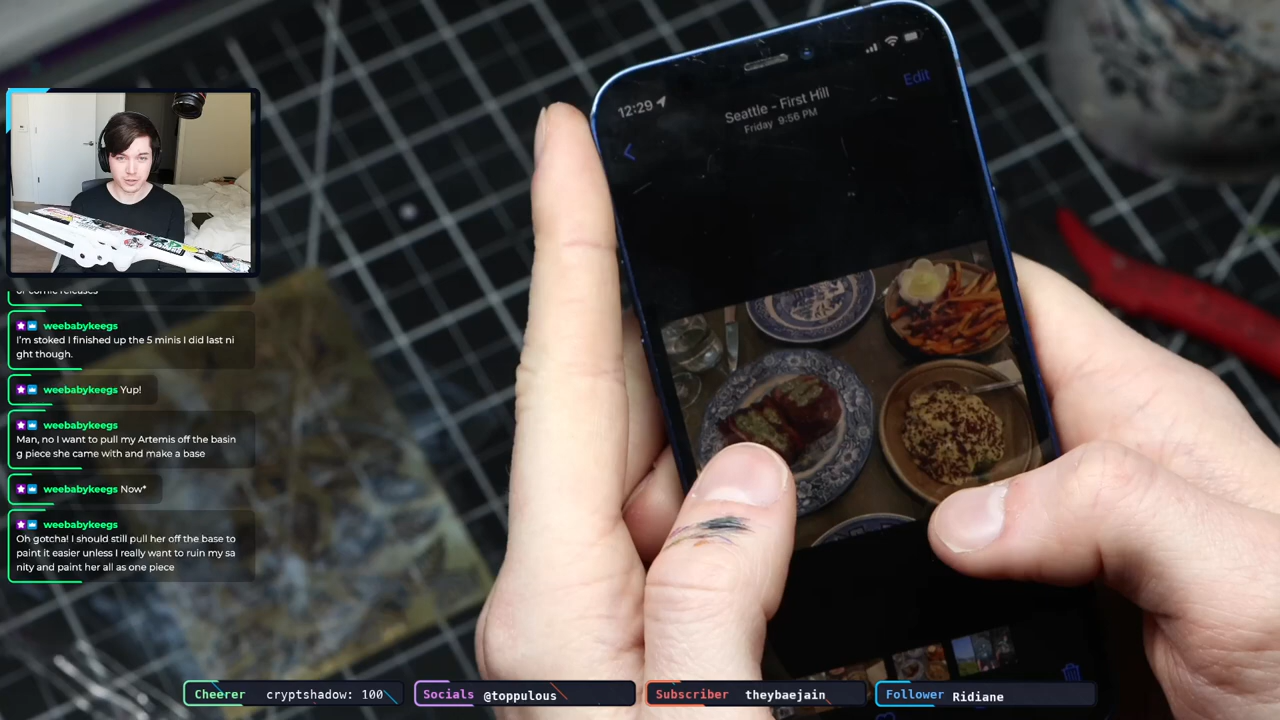 12:29
Seattle - First Hill
Friday 9:56 PM
Edit
weebabykeegs
I'm stoked I finished up the 5 minis I did last ni
ght though.
weebabykeegs Yup!
weebabykeegs
Man, no I want to pull my Artemis off the basin
g piece she came with and make a base
weebabykeegs Now*
weebabykeegs
Oh gotcha! I should still pull her off the base to
paint it easier unless I really want to ruin my sa
nity and paint her all as one piece
Cheerer cryptshadow: 100
Socials @toppulous
Subscriber theybaejain
Follower Ridiane